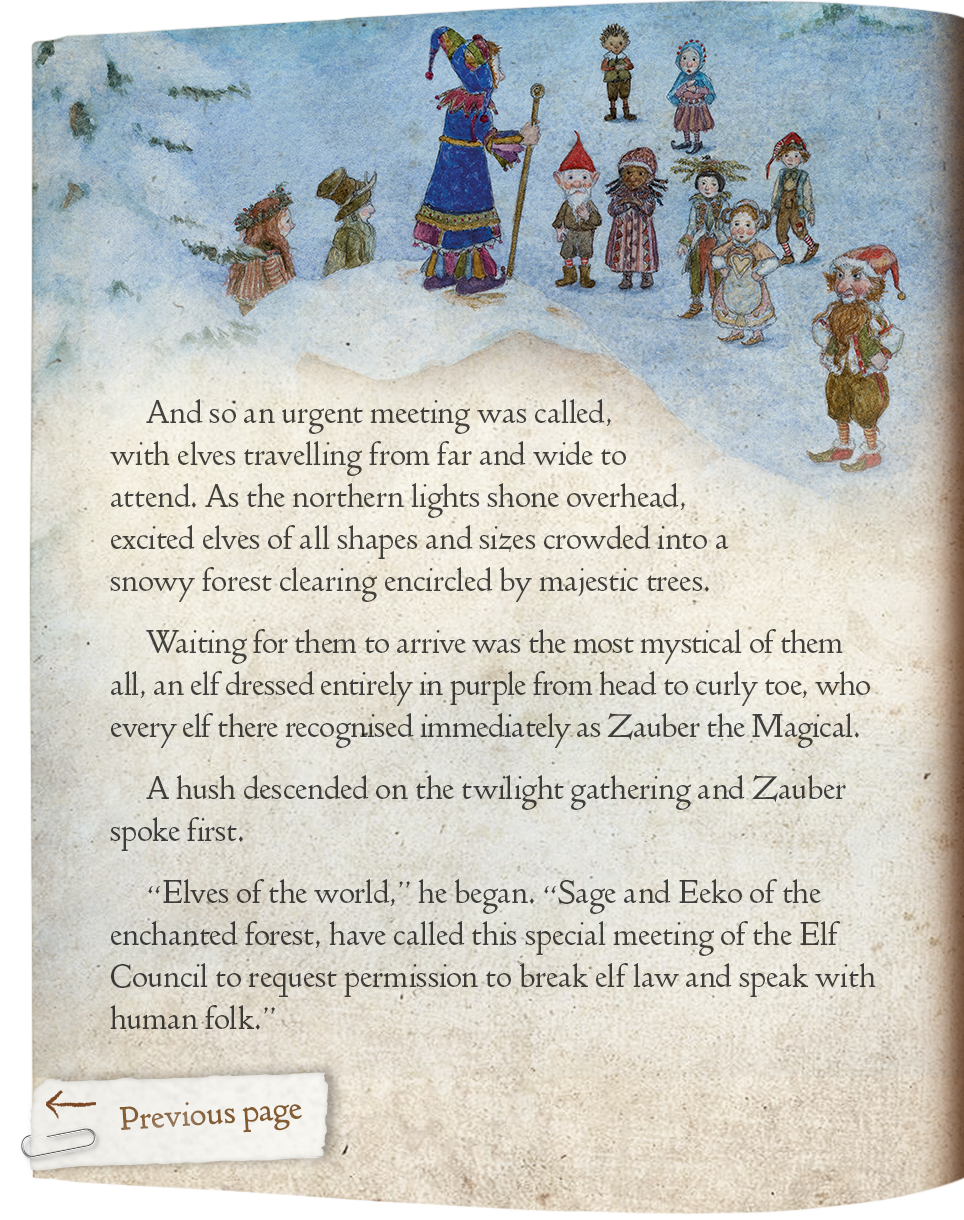 And so an urgent meeting was called,
with elves travelling from far and wide to
attend. As the northern lights shone overhead,
excited elves of all shapes and sizes crowded into a
snowy forest clearing encircled by majestic trees.
Waiting for them to arrive was the most mystical of them
all, an elf dressed entirely in purple from head to curly toe, who
every elf there recognised immediately as Zauber the Magical.
A hush descended on the twilight gathering and Zauber
spoke first.
“Elves of the world,” he began. “Sage and Eeko of the
enchanted forest, have called this special meeting of the Elf
Council to request permission to break elf law and speak with
human folk.”
Previous page